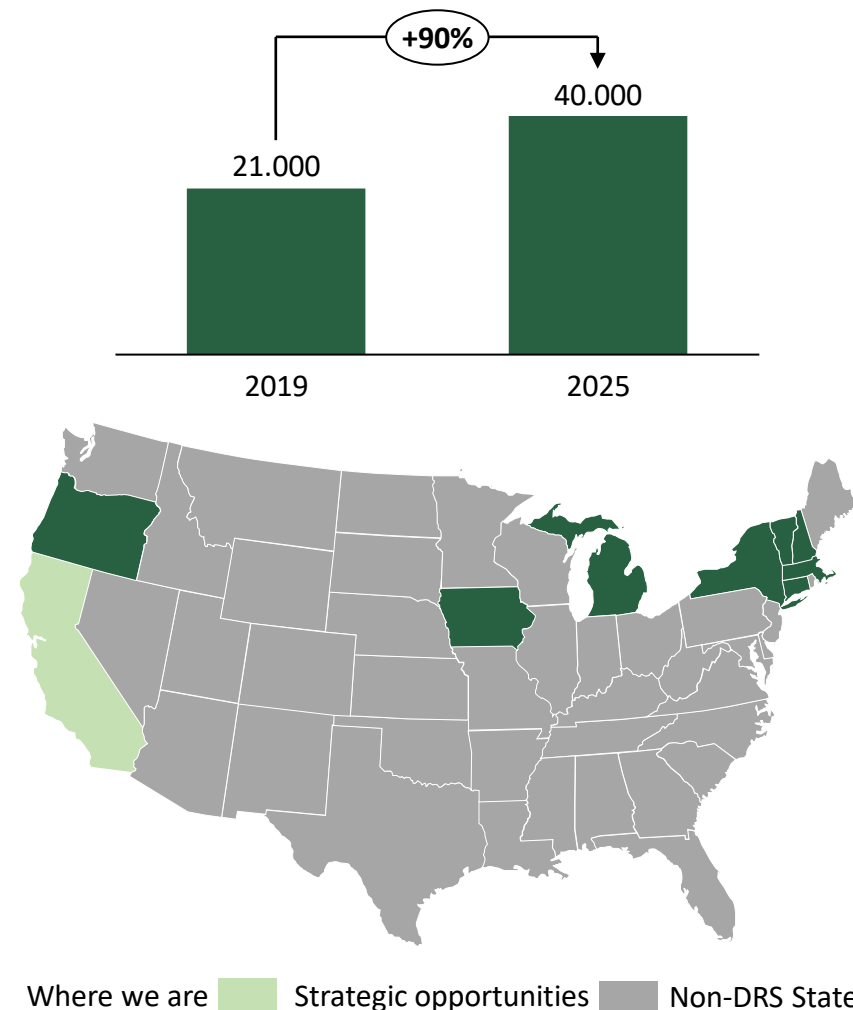 +90%
40.000
21.000
2019 2025
Where we are Strategic opportunities Non-DRS State